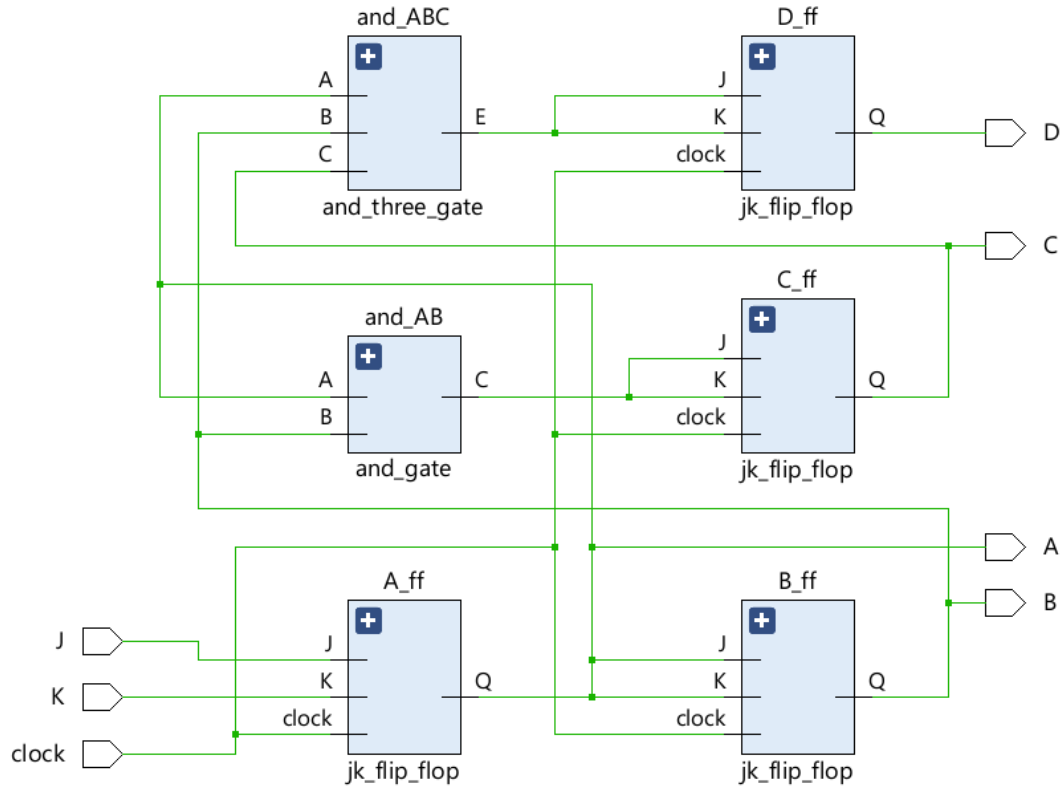 and_ABC
A
B
C
E
and_three_gate
D_ff
J
K
clock
Q
jk_flip_flop
D
C
and_AB
A
B
C
and_gate
C_ff
J
K
clock
Q
jk_flip_flop
A
B
J
K
clock
A_ff
J
K
clock
Q
jk_flip_flop
B_ff
J
K
clock
Q
jk_flip_flop